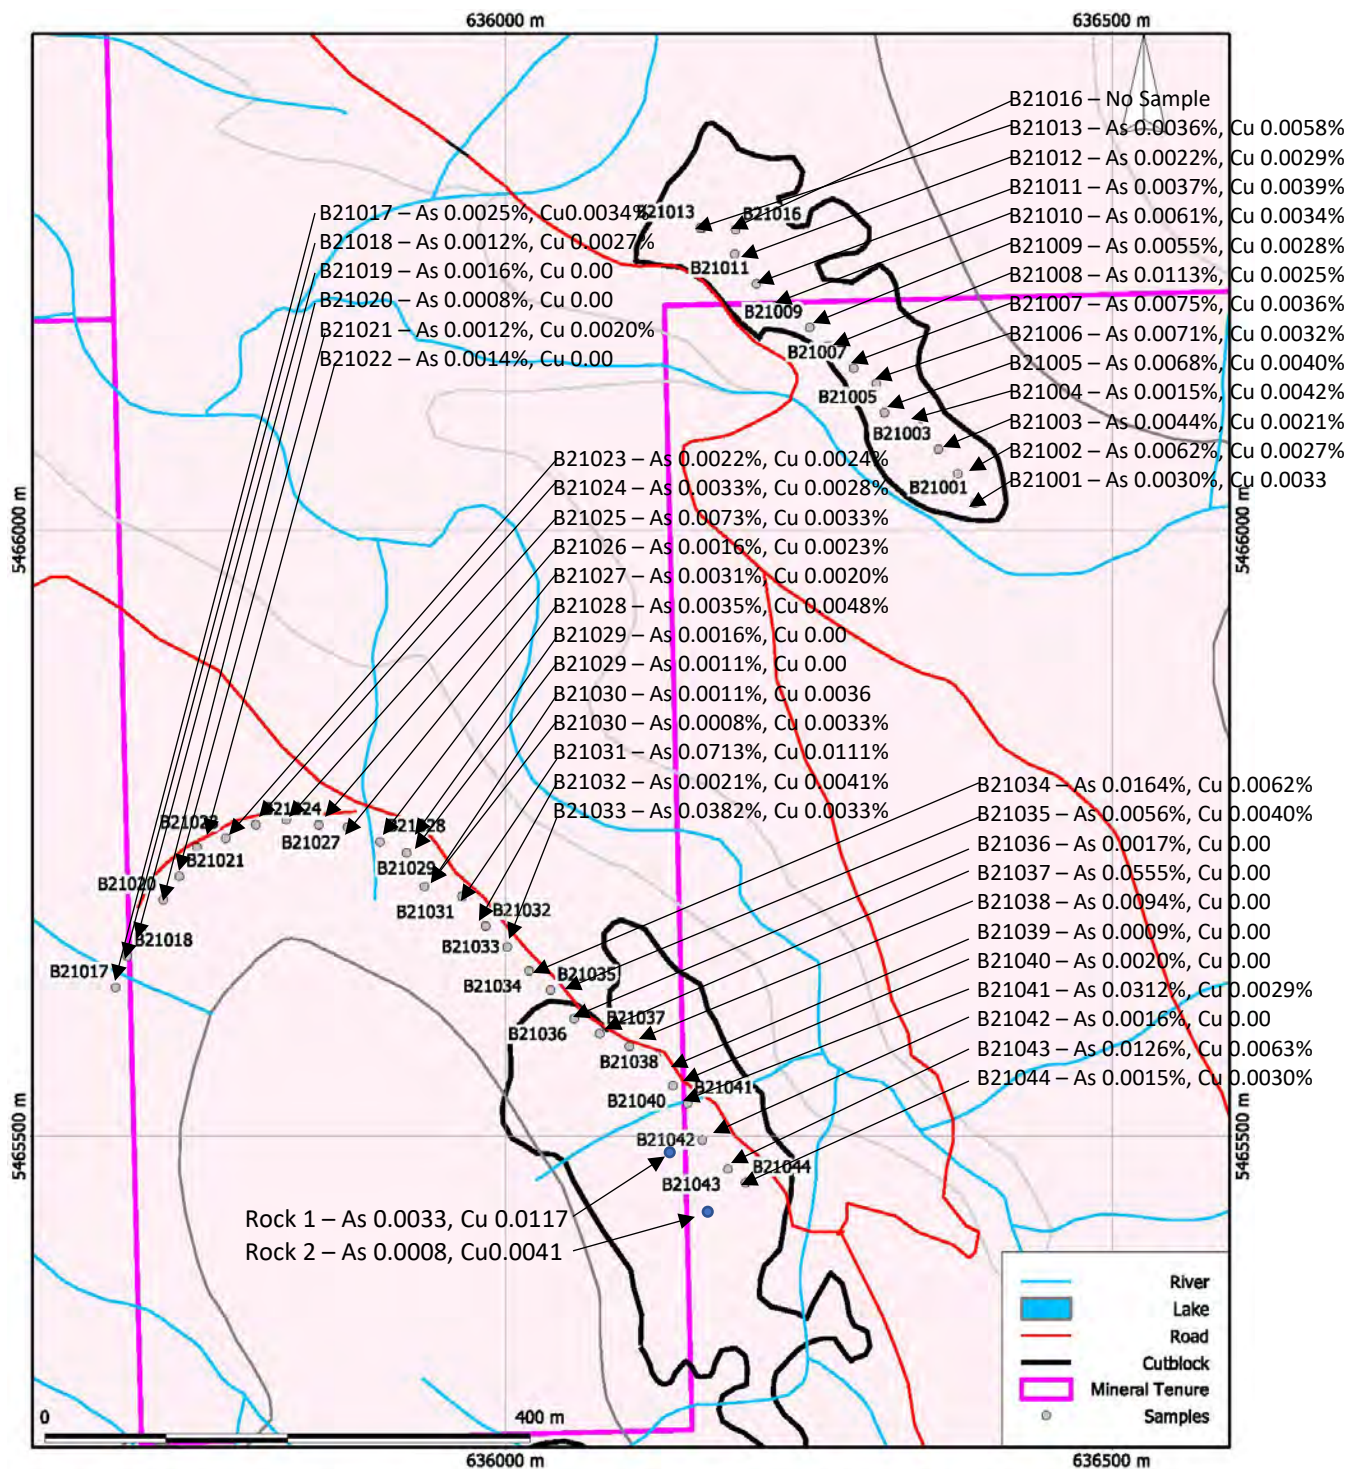 636000 m
636500 m
B21016 – No Sample
B21013 – As 0.0036%, Cu 0.0058%
B21012 – As 0.0022%, Cu 0.0029%
B21011 – As 0.0037%, Cu 0.0039%
B21010 – As 0.0061%, Cu 0.0034%
B21009 – As 0.0055%, Cu 0.0028%
B21008 – As 0.0113%, Cu 0.0025%
B21007 – As 0.0075%, Cu 0.0036%
B21006 – As 0.0071%, Cu 0.0032%
B21005 – As 0.0068%, Cu 0.0040%
B21004 – As 0.0015%, Cu 0.0042%
B21003 – As 0.0044%, Cu 0.0021%
B21002 – As 0.0062%, Cu 0.0027%
B21001 – As 0.0030%, Cu 0.0033
B21017 – As 0.0025%, Cu0.0034%
B21018 – As 0.0012%, Cu 0.0027%
B21019 – As 0.0016%, Cu 0.00
B21020 – As 0.0008%, Cu 0.00
B21021 – As 0.0012%, Cu 0.0020%
B21022 – As 0.0014%, Cu 0.00
B21013
B21016
B21011
B21009
B21007
B21005
B21003
B21001
5466000 m
5466000 m
B21023 – As 0.0022%, Cu 0.0024%
B21024 – As 0.0033%, Cu 0.0028%
B21025 – As 0.0073%, Cu 0.0033%
B21026 – As 0.0016%, Cu 0.0023%
B21027 – As 0.0031%, Cu 0.0020%
B21028 – As 0.0035%, Cu 0.0048%
B21029 – As 0.0016%, Cu 0.00
B21029 – As 0.0011%, Cu 0.00
B21030 – As 0.0011%, Cu 0.0036
B21030 – As 0.0008%, Cu 0.0033%
B21031 – As 0.0713%, Cu 0.0111%
B21032 – As 0.0021%, Cu 0.0041%
B21033 – As 0.0382%, Cu 0.0033%
B21034 – As 0.0164%, Cu 0.0062%
B21035 – As 0.0056%, Cu 0.0040%
B21036 – As 0.0017%, Cu 0.00
B21037 – As 0.0555%, Cu 0.00
B21038 – As 0.0094%, Cu 0.00
B21039 – As 0.0009%, Cu 0.00
B21040 – As 0.0020%, Cu 0.00
B21041 – As 0.0312%, Cu 0.0029%
B21042 – As 0.0016%, Cu 0.00
B21043 – As 0.0126%, Cu 0.0063%
B21044 – As 0.0015%, Cu 0.0030%
B21024
B21023
B21028
B21027
B21021
B21029
B21020
B21031
B21032
B21018
B21033
B21017
B21035
B21034
B21037
B21036
B21038
B21041
B21040
B21042
B21044
B21043
5465500 m
5465500 m
Rock 1 – As 0.0033, Cu 0.0117
Rock 2 – As 0.0008, Cu0.0041
River
Lake
Road
Cutblock
Mineral Tenure
Samples
0
400 m
636000 m
636500 m